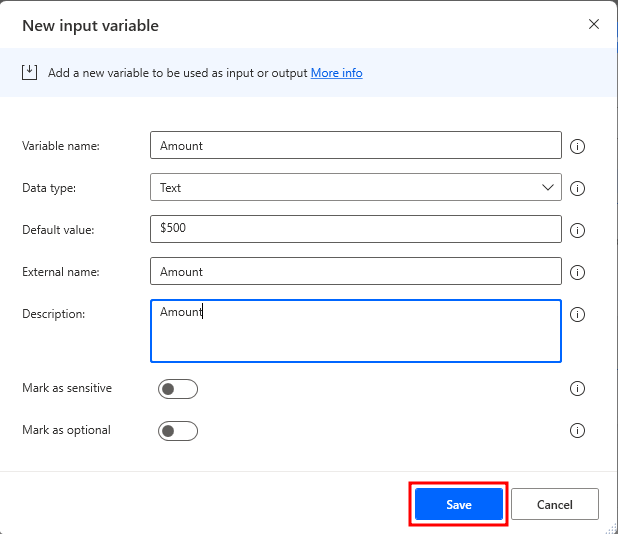 New input variable
Add a new variable to be used as input or output More info
Variable name: Amount
Data type: Text
Default value: $500
External name: Amount
Description: Amount
Mark as sensitive
Mark as optional
Save Cancel